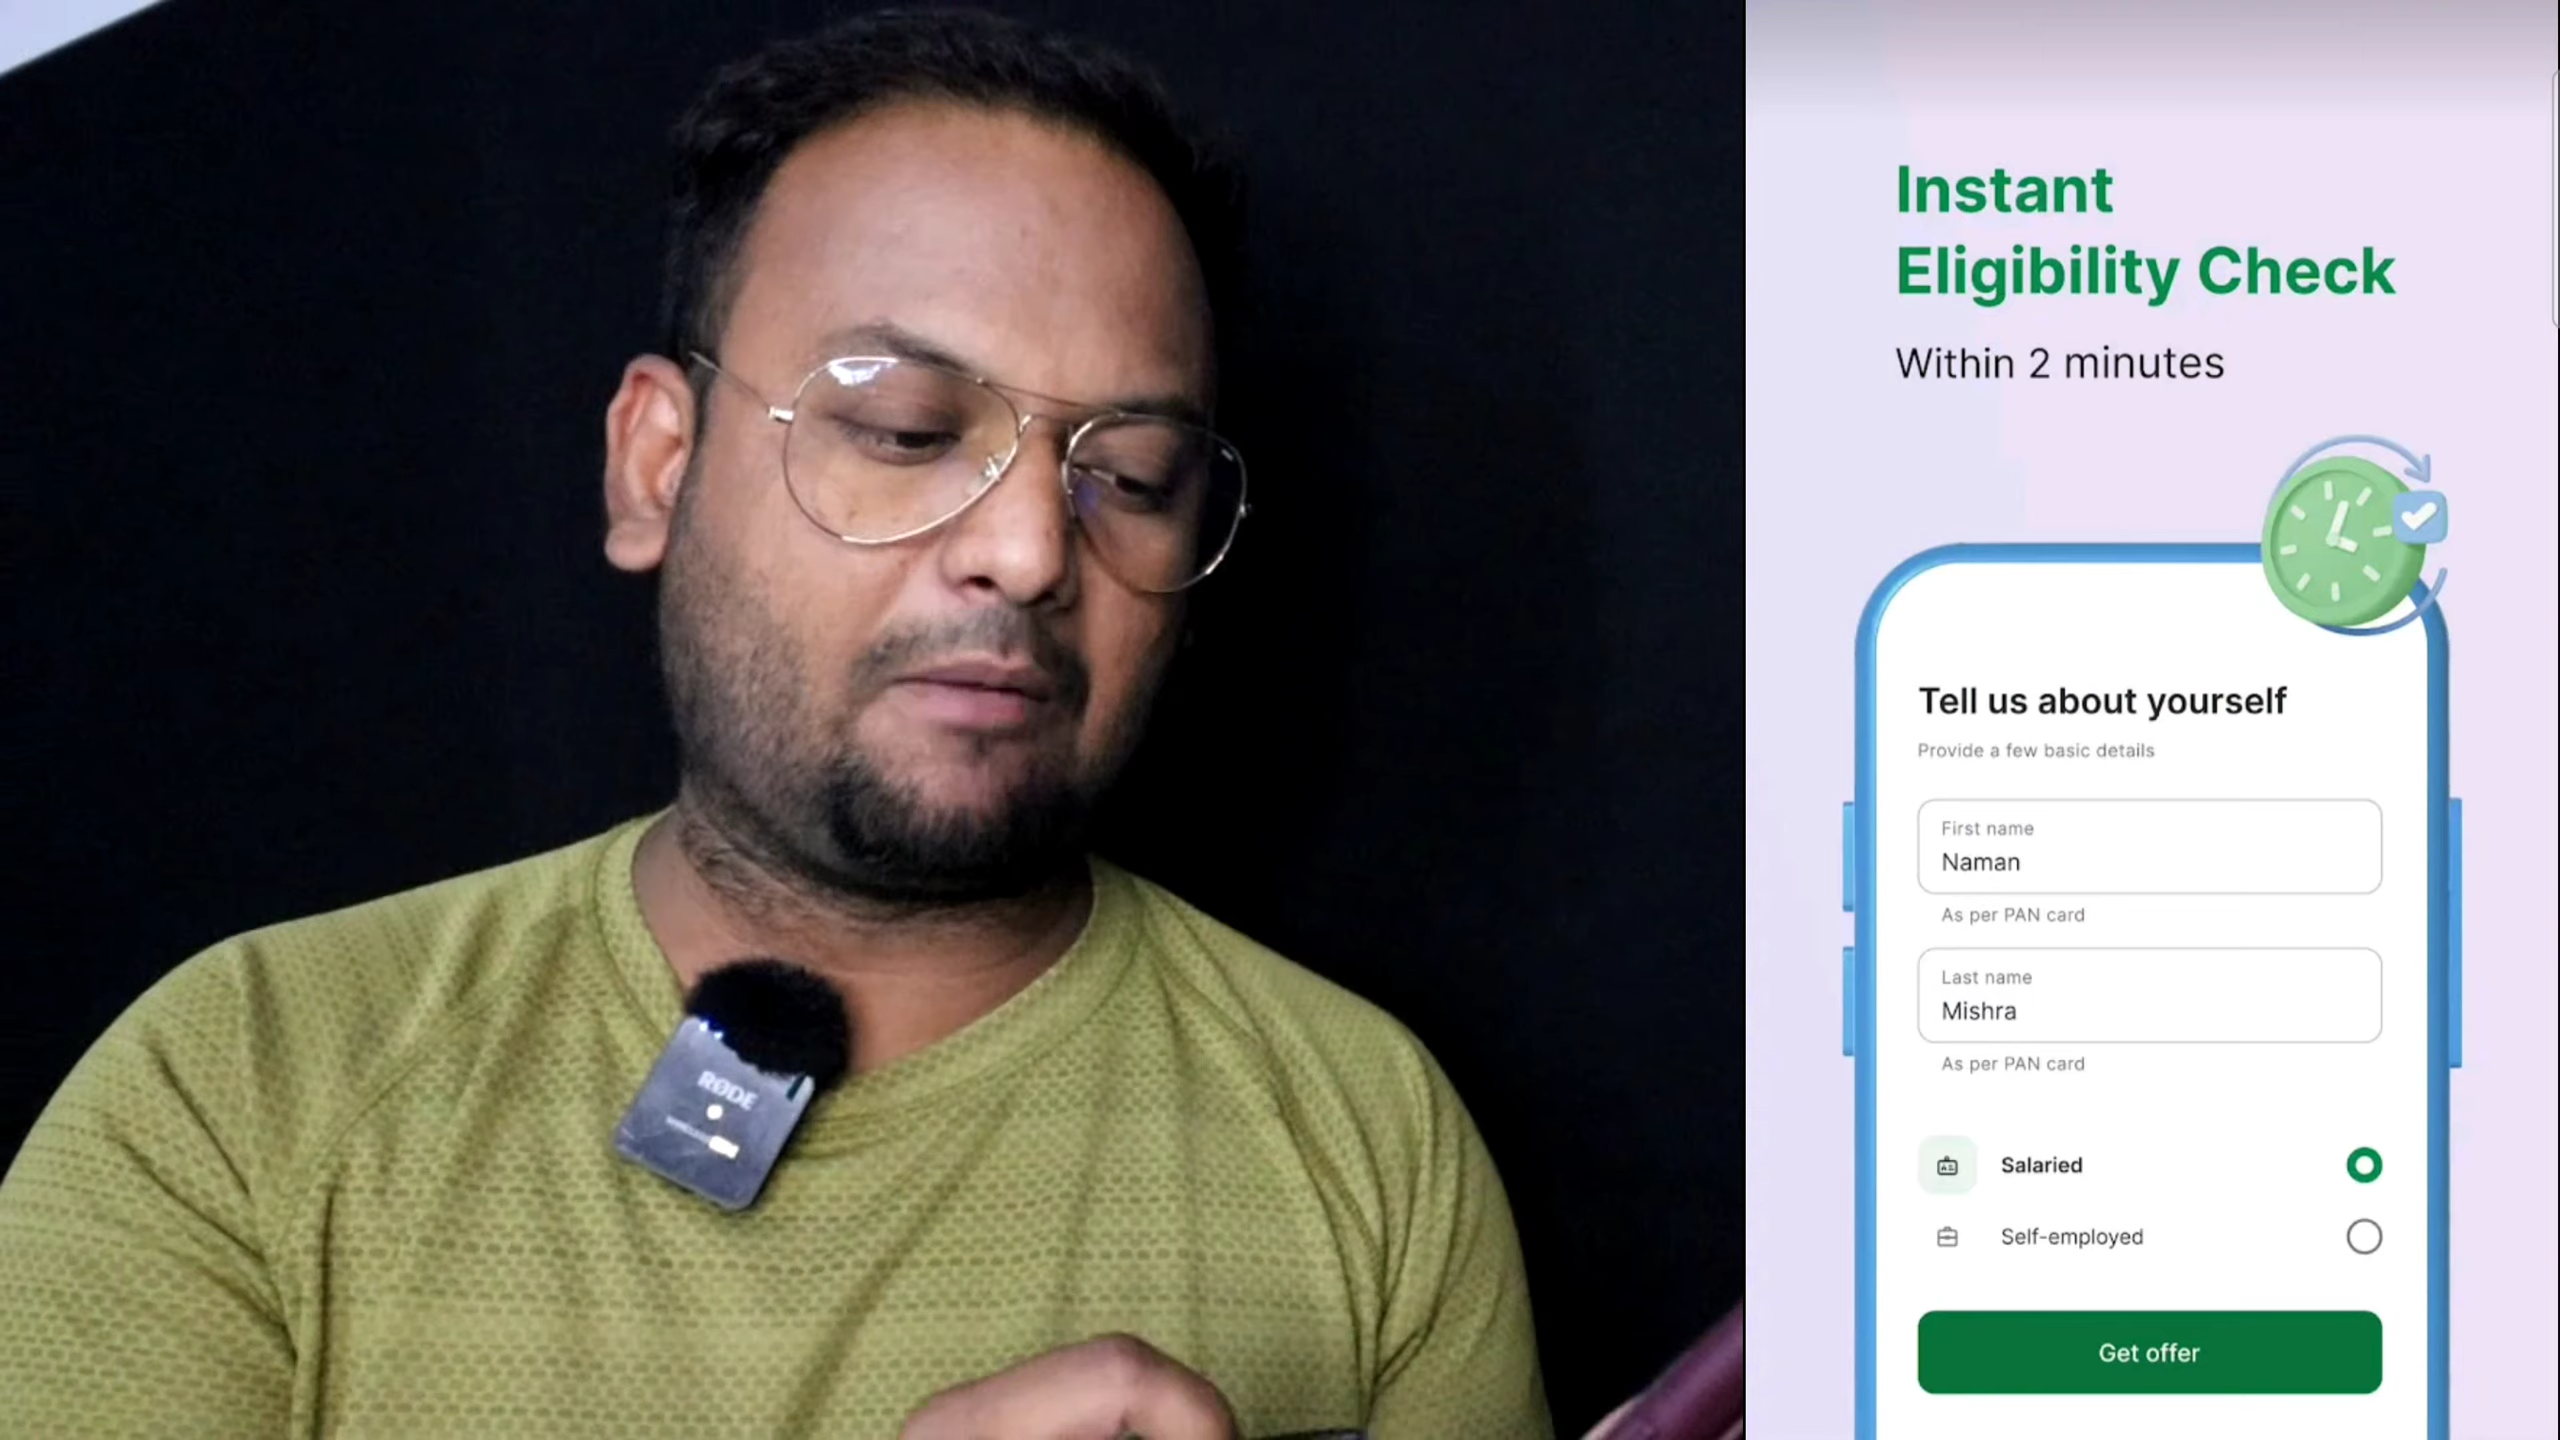 RØDE
Instant
Eligibility Check
Within 2 minutes
Tell us about yourself
Provide a few basic details
First name
Naman
As per PAN card
Last name
Mishra
As per PAN card
Salaried
Self-employed
Get offer